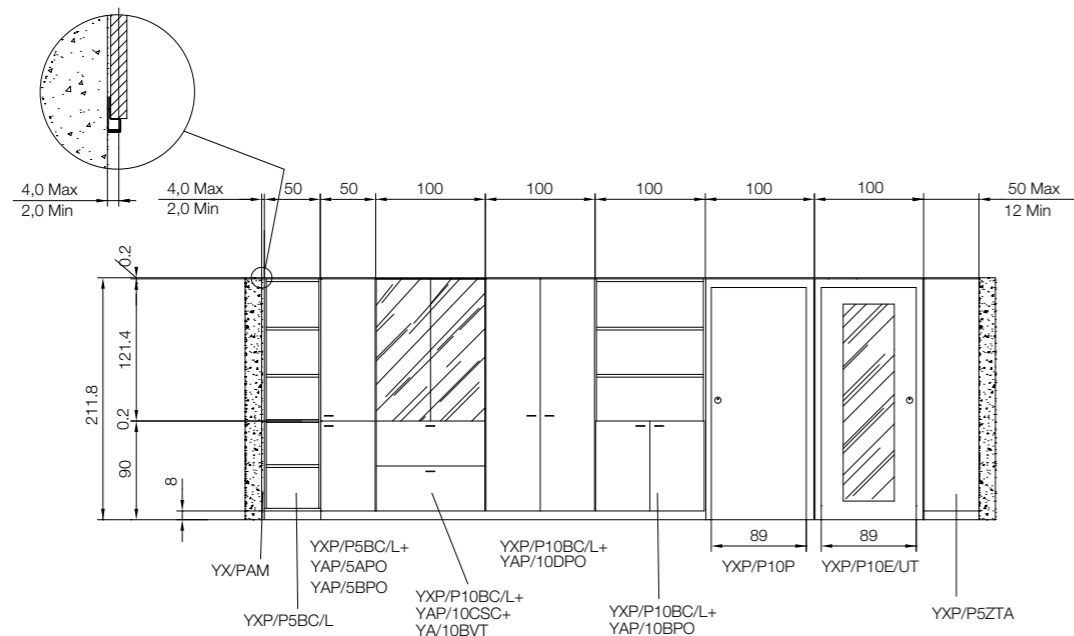 4,0 Max
2,0 Min
4,0 Max
2,0 Min
50
50
100
100
100
100
100
50 Max
12 Min
0.2
121.4
211.8
0.2
90
8
89
89
YX/PAM
YXP/P5BC/L
YXP/P5BC/L+
YAP/5APO
YAP/5BPO
YXP/P10BC/L+
YAP/10CSC+
YA/10BVT
YXP/P10BC/L+
YAP/10DPO
YXP/P10BC/L+
YAP/10BPO
YXP/P10P
YXP/P10E/UT
YXP/P5ZTA